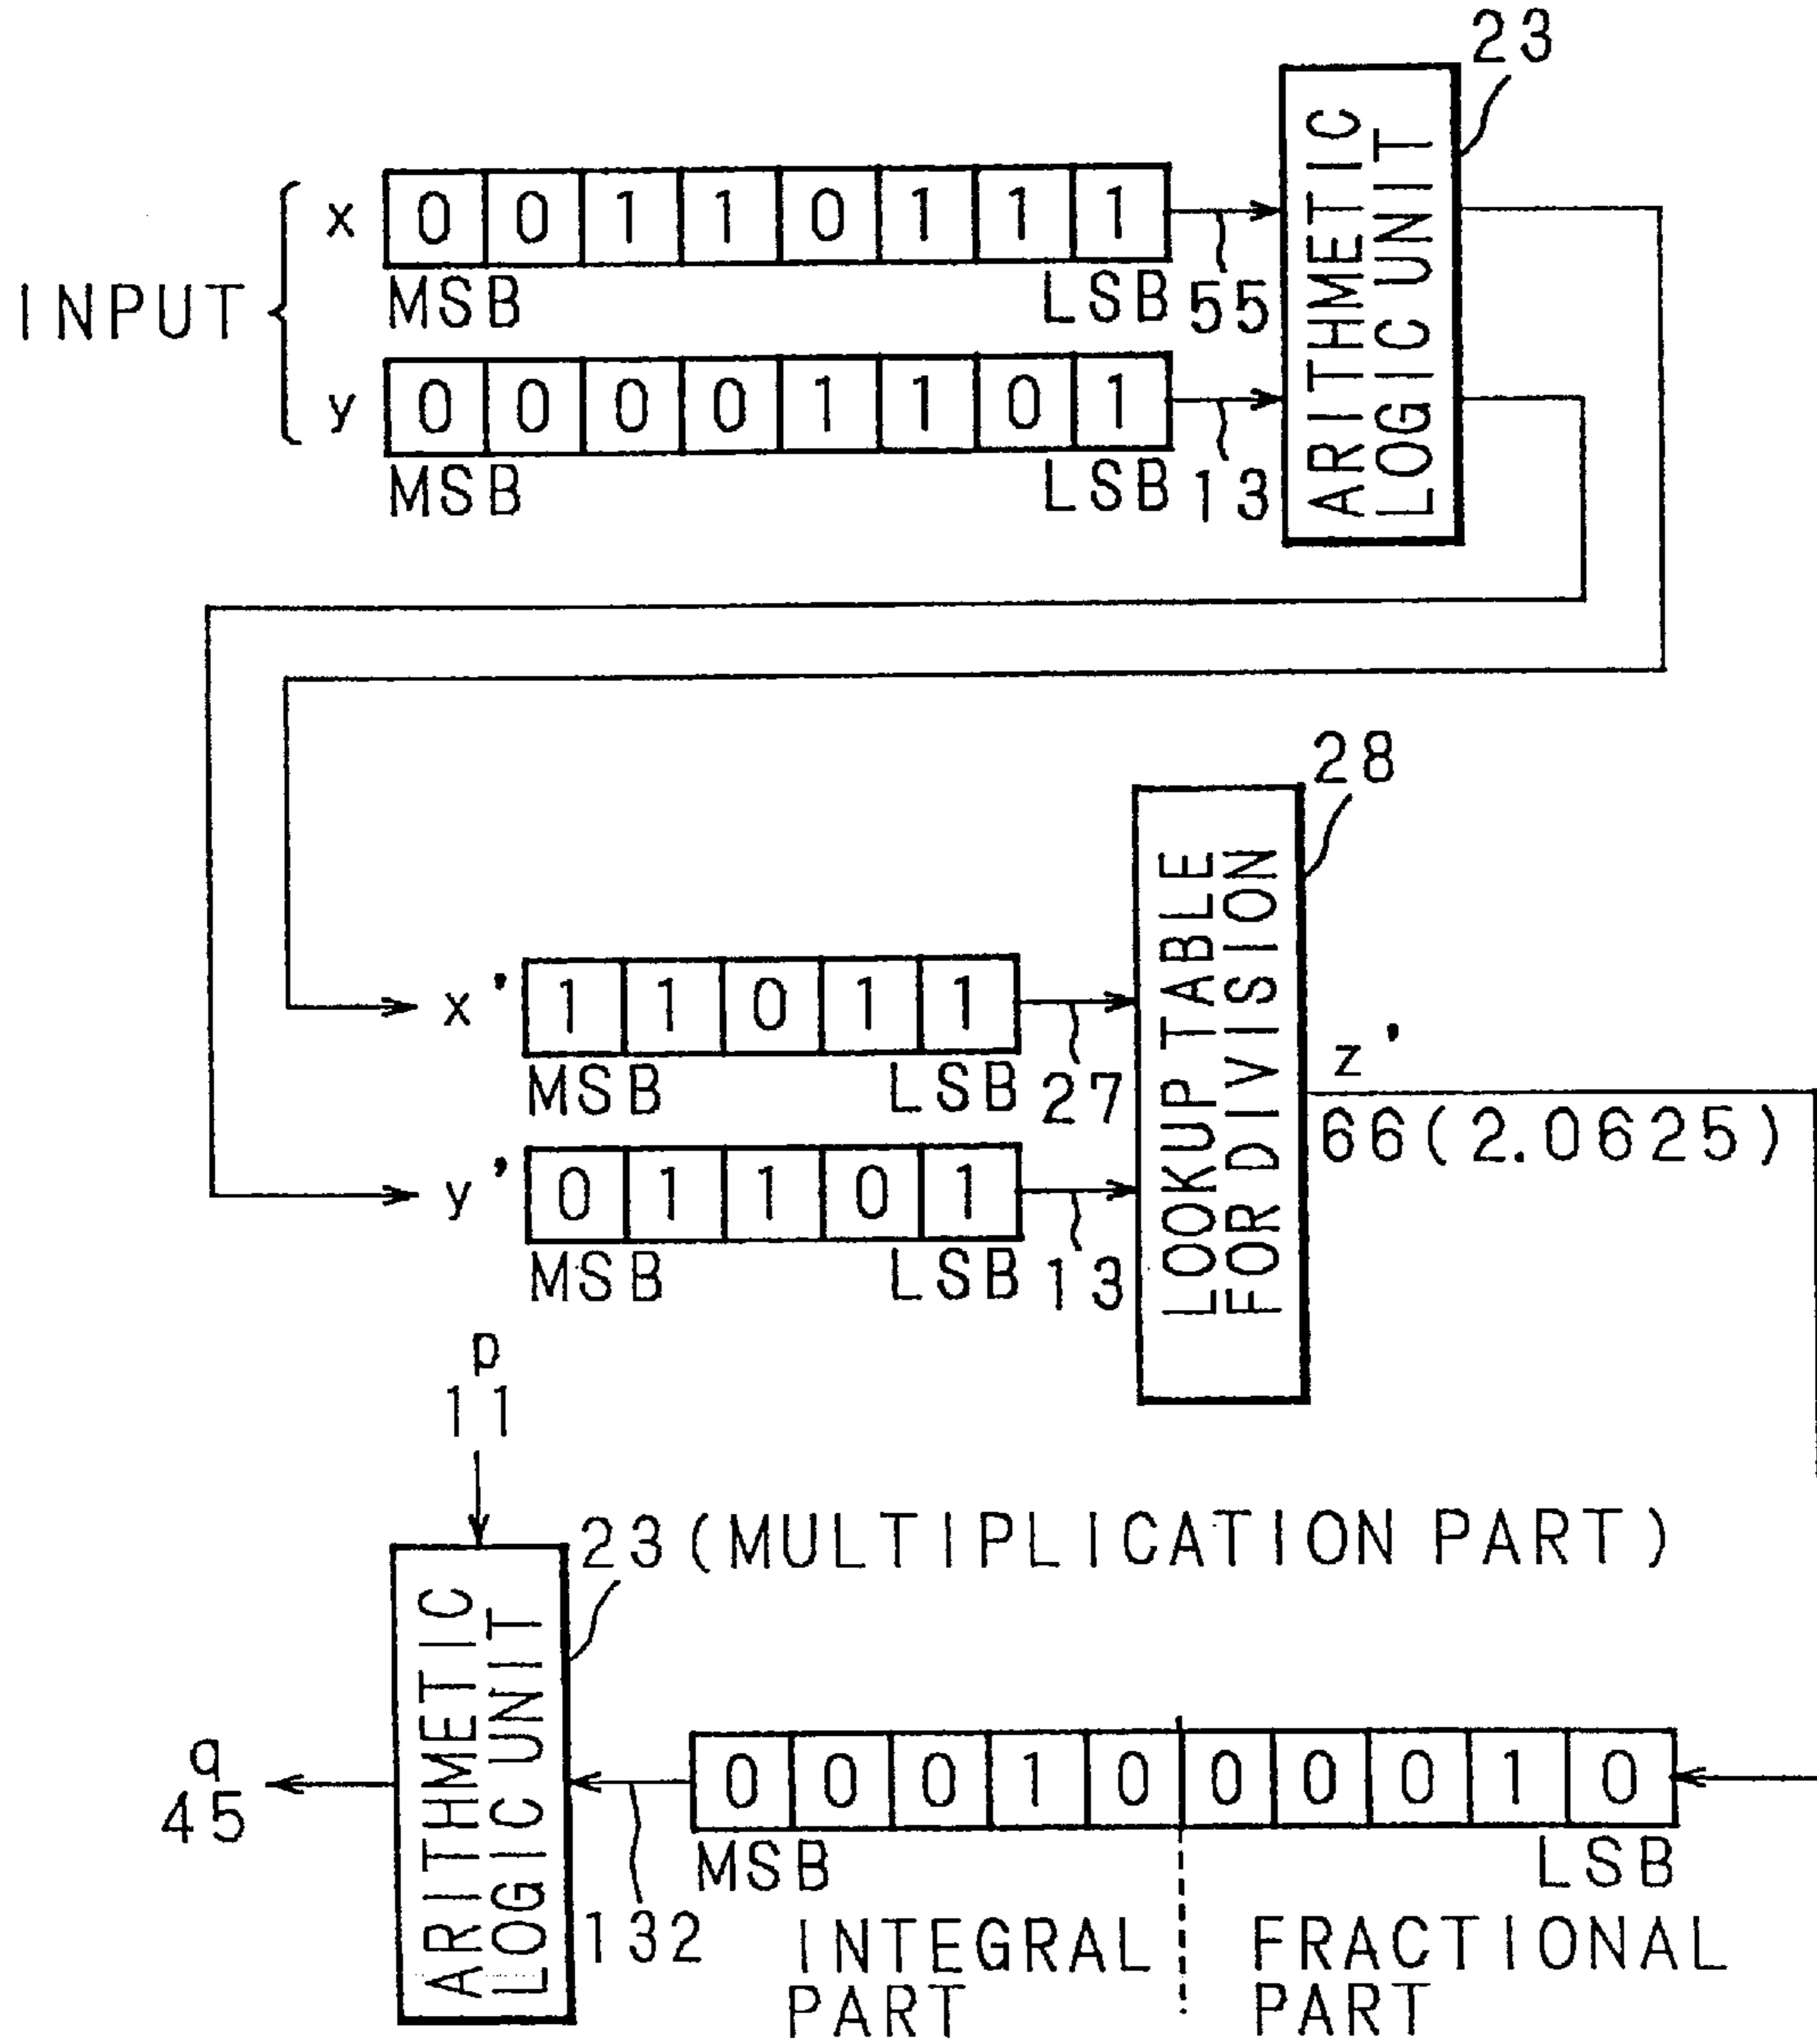 23
x 0 0 1 1 0 1 1 1
ARITHMETIC
LOGIC UNIT
MSB LSB 55
INPUT
y 0 0 0 0 1 1 0 1
MSB LSB 13
28
x' 1 1 0 1 1
MSB LSB 27
LOOKUP TABLE
FOR DIVISION
z'
66(2.0625)
y' 0 1 1 0 1
MSB LSB 13
p
11
23(MULTIPLICATION PART)
ARITHMETIC
LOGIC UNIT
q
45
0 0 0 1 0 0 0 0 1 0
MSB LSB
132
INTEGRAL
PART
FRACTIONAL
PART